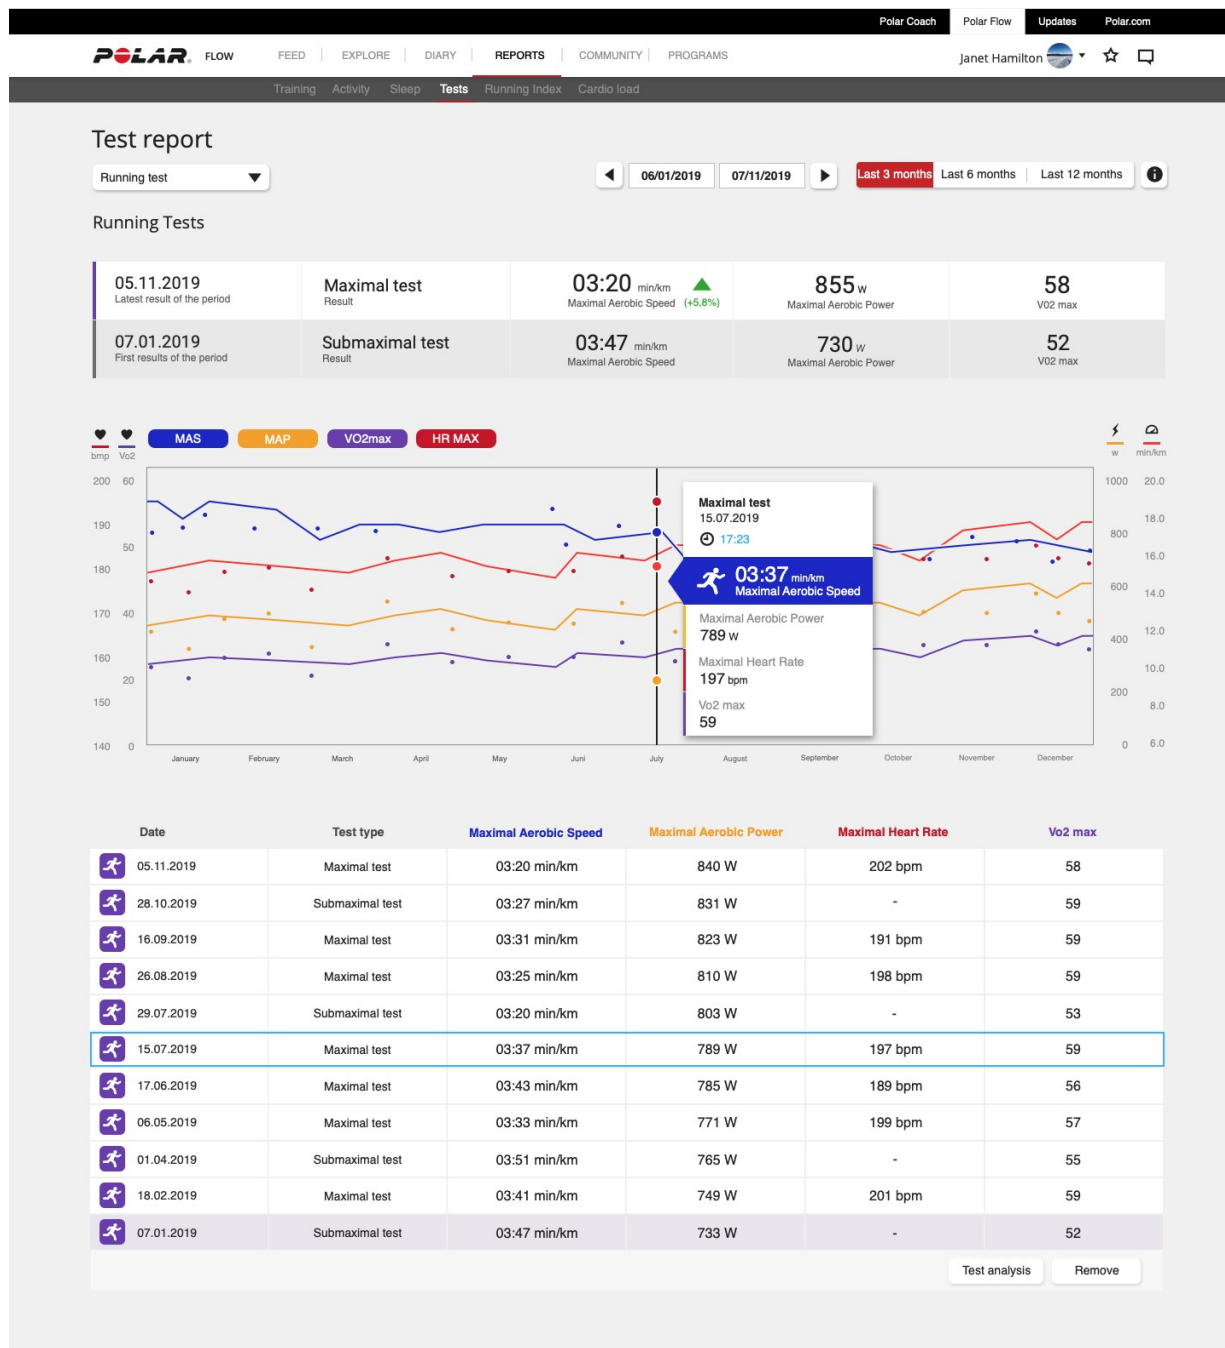 Polar Coach Polar Flow Updates Polar.com
POLAR. FLOW FEED EXPLORE DIARY REPORTS COMMUNITY PROGRAMS Janet Hamilton
Training Activity Sleep Tests Running Index Cardio load
Test report
Running test 06/01/2019 07/11/2019 Last 3 months Last 6 months Last 12 months
Running Tests
05.11.2019 Maximal test 03:20 min/km 855 w 58
Latest result of the period Result Maximal Aerobic Speed (+5,8%) Maximal Aerobic Power V02 max
07.01.2019 Submaximal test 03:47 min/km 730 w 52
First results of the period Result Maximal Aerobic Speed Maximal Aerobic Power V02 max
MAS MAP VO2max HR MAX
bmp Vo2 w min/km
200 60 1000 20.0
190 18.0
800
50 16.0
180
600 14.0
170 40
400 12.0
160 10.0
20
200
150 8.0
140 0 0 6.0
Maximal test
15.07.2019
17:23
03:37 min/km
Maximal Aerobic Speed
Maximal Aerobic Power
789 w
Maximal Heart Rate
197 bpm
Vo2 max
59
January February March April May Juni July August September October November December
Date Test type Maximal Aerobic Speed Maximal Aerobic Power Maximal Heart Rate Vo2 max
05.11.2019 Maximal test 03:20 min/km 840 W 202 bpm 58
28.10.2019 Submaximal test 03:27 min/km 831 W - 59
16.09.2019 Maximal test 03:31 min/km 823 W 191 bpm 59
26.08.2019 Maximal test 03:25 min/km 810 W 198 bpm 59
29.07.2019 Submaximal test 03:20 min/km 803 W - 53
15.07.2019 Maximal test 03:37 min/km 789 W 197 bpm 59
17.06.2019 Maximal test 03:43 min/km 785 W 189 bpm 56
06.05.2019 Maximal test 03:33 min/km 771 W 199 bpm 57
01.04.2019 Submaximal test 03:51 min/km 765 W - 55
18.02.2019 Maximal test 03:41 min/km 749 W 201 bpm 59
07.01.2019 Submaximal test 03:47 min/km 733 W - 52
Test analysis Remove